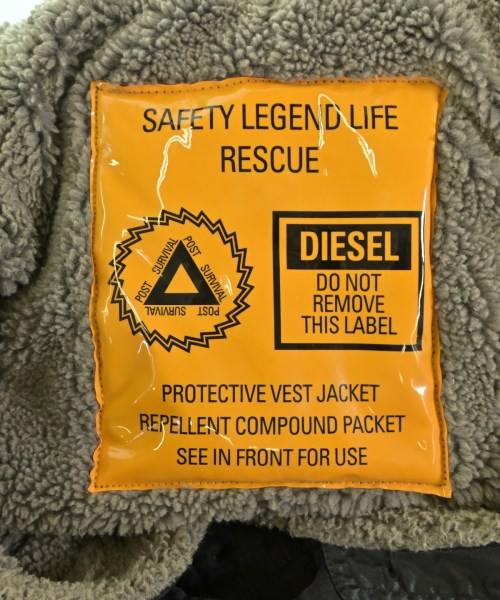 SAFETY LEGEND LIFE
RESCUE
POST SURVIVAL
POST SURVIVAL
POST SURVIVAL
DIESEL
DO NOT
REMOVE
THIS LABEL
PROTECTIVE VEST JACKET
REPELLENT COMPOUND PACKET
SEE IN FRONT FOR USE